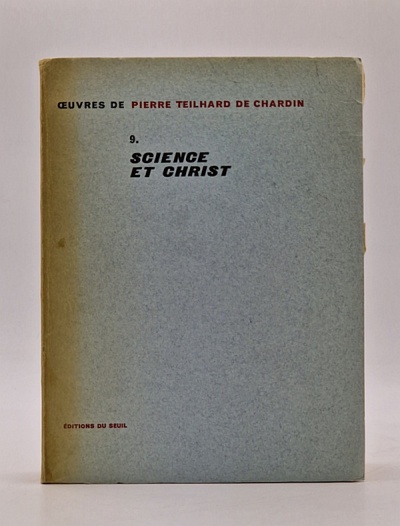 ŒUVRES DE PIERRE TEILHARD DE CHARDIN
9.
SCIENCE
ET CHRIST
ÉDITIONS DU SEUIL